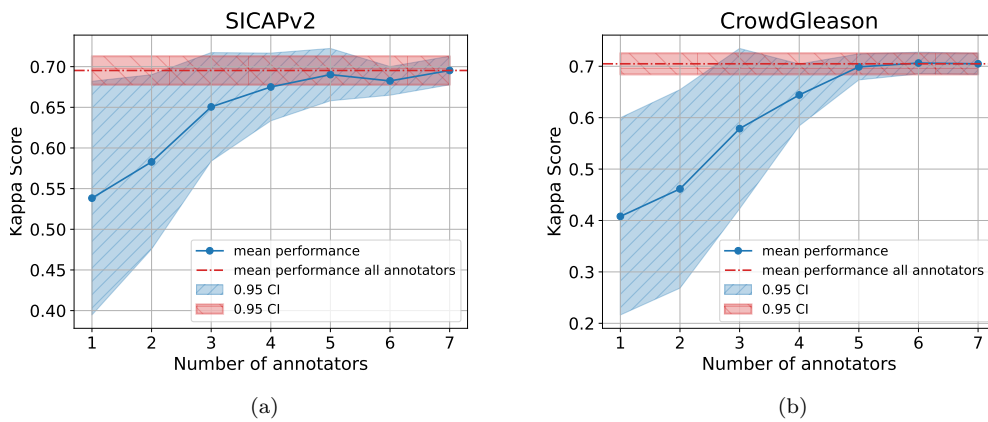 SICAPv2
0.70
0.65
0.60
0.55
0.50
0.45
0.40
Kappa Score
mean performance
mean performance all annotators
0.95 CI
0.95 CI
1 2 3 4 5 6 7
Number of annotators
(a)
CrowdGleason
0.7
0.6
0.5
0.4
0.3
0.2
Kappa Score
mean performance
mean performance all annotators
0.95 CI
0.95 CI
1 2 3 4 5 6 7
Number of annotators
(b)